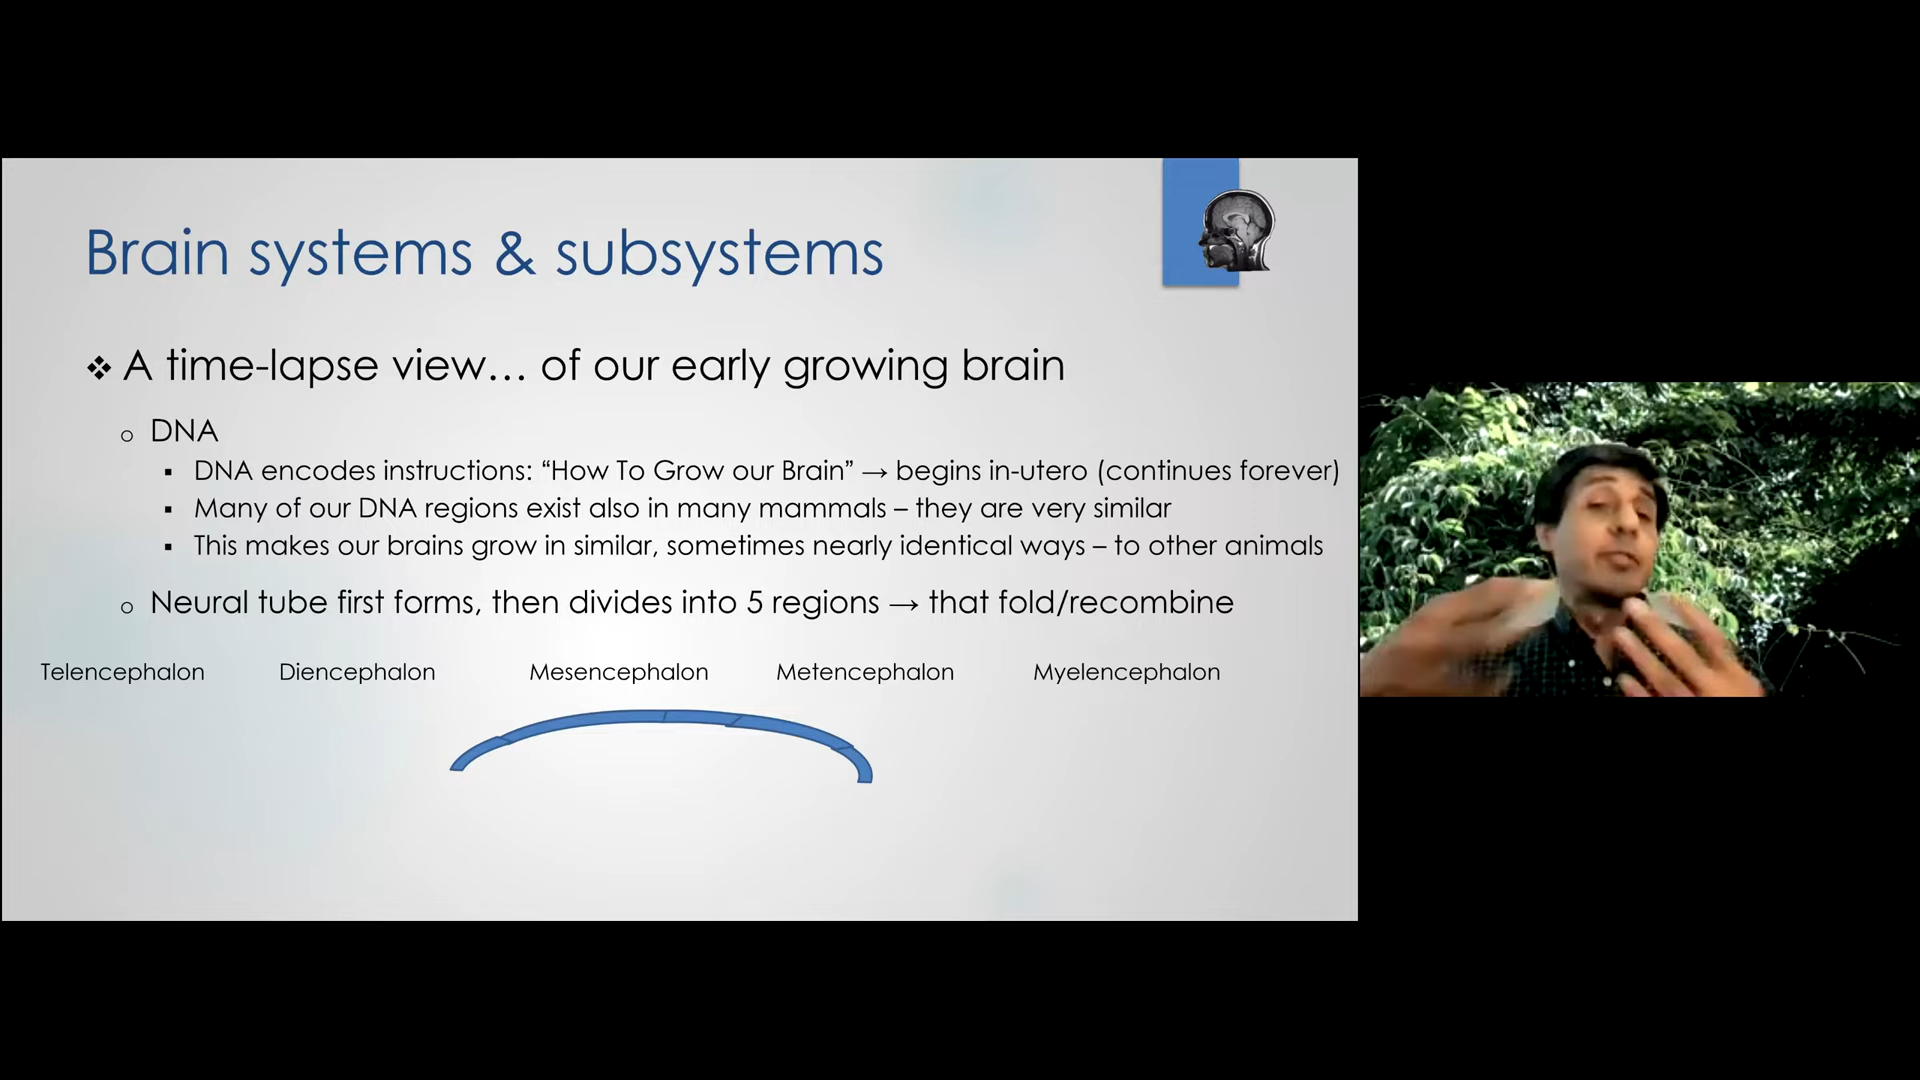 Brain systems & subsystems
❖ A time-lapse view… of our early growing brain
o DNA
▪ DNA encodes instructions: “How To Grow our Brain” → begins in-utero (continues forever)
▪ Many of our DNA regions exist also in many mammals – they are very similar
▪ This makes our brains grow in similar, sometimes nearly identical ways – to other animals
o Neural tube first forms, then divides into 5 regions → that fold/recombine
Telencephalon Diencephalon Mesencephalon Metencephalon Myelencephalon